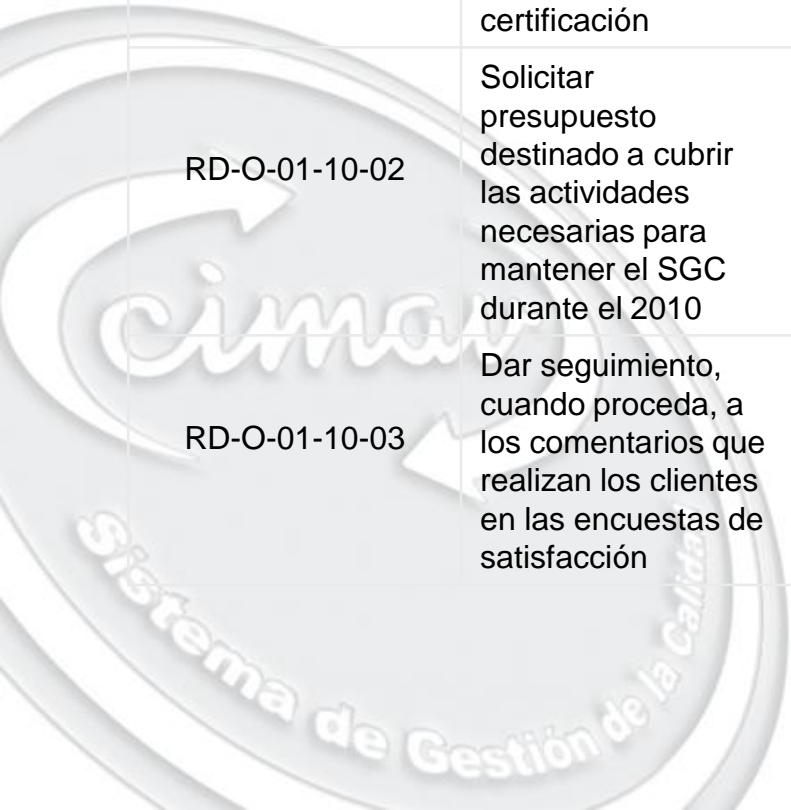 certificación
RD-O-01-10-02
Solicitar
presupuesto
destinado a cubrir
las actividades
necesarias para
mantener el SGC
durante el 2010
RD-O-01-10-03
Dar seguimiento,
cuando proceda, a
los comentarios que
realizan los clientes
en las encuestas de
satisfacción
cimav
Sistema de Gestión de la Calidad